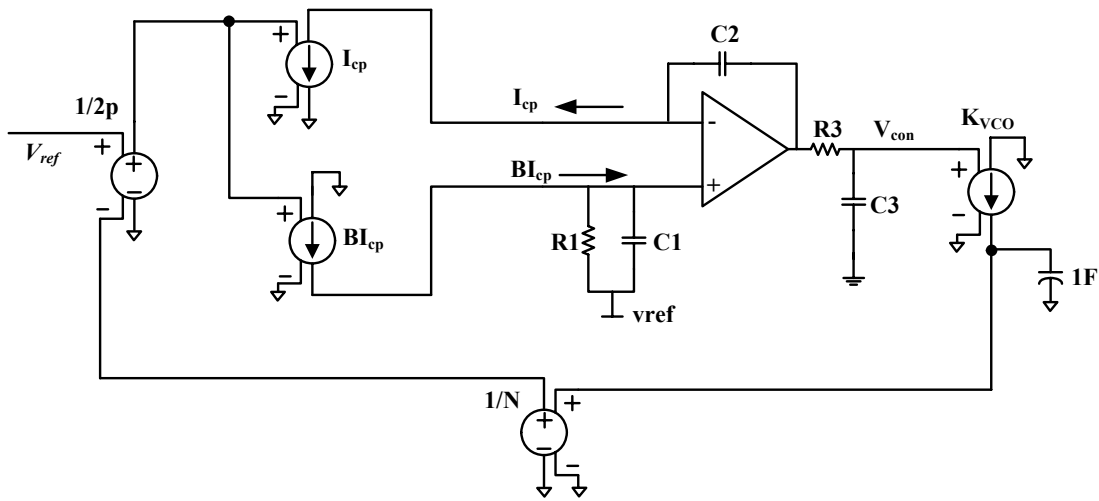 C2
I_cp
1/2p
+
−
I_cp
-
R3
V_con
K_VCO
V_ref
+
−
+
−
BI_cp
+
+
−
C3
+
−
BI_cp
R1
C1
1F
vref
1/N
+
−
+
−